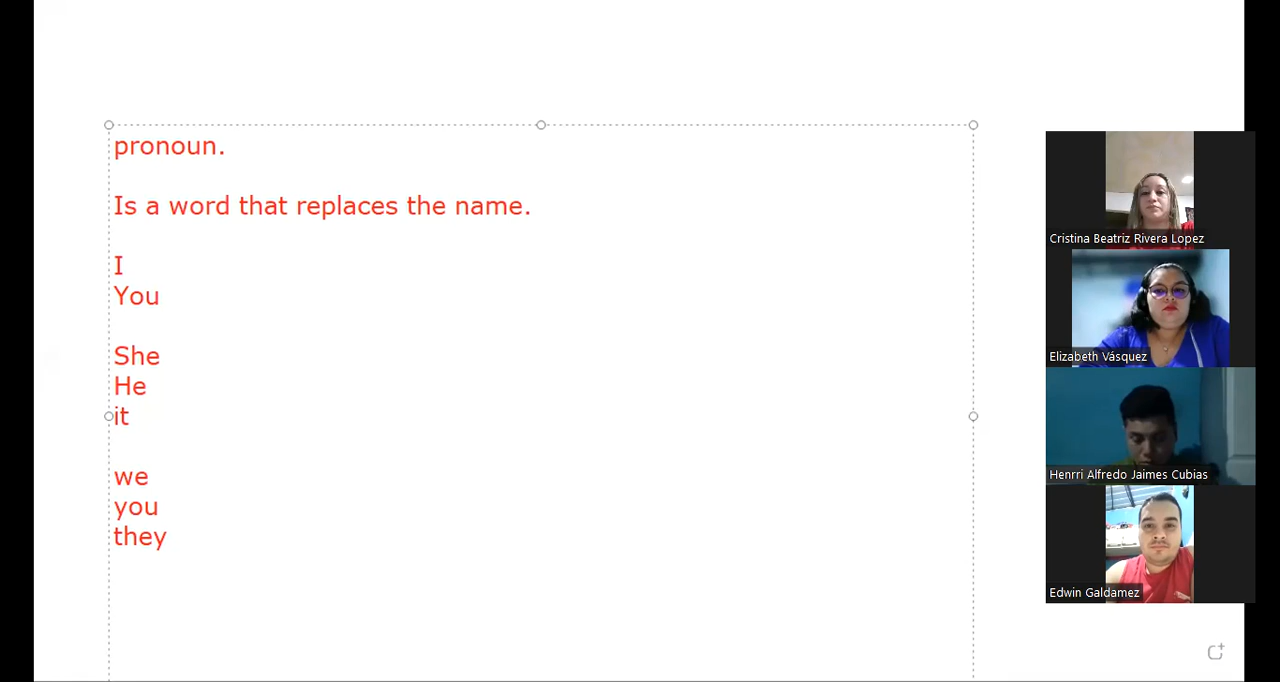 pronoun.
Is a word that replaces the name.
I
You
She
He
it
we
you
they
Cristina Beatriz Rivera Lopez
Elizabeth Vásquez
Henrri Alfredo Jaimes Cubias
Edwin Galdamez